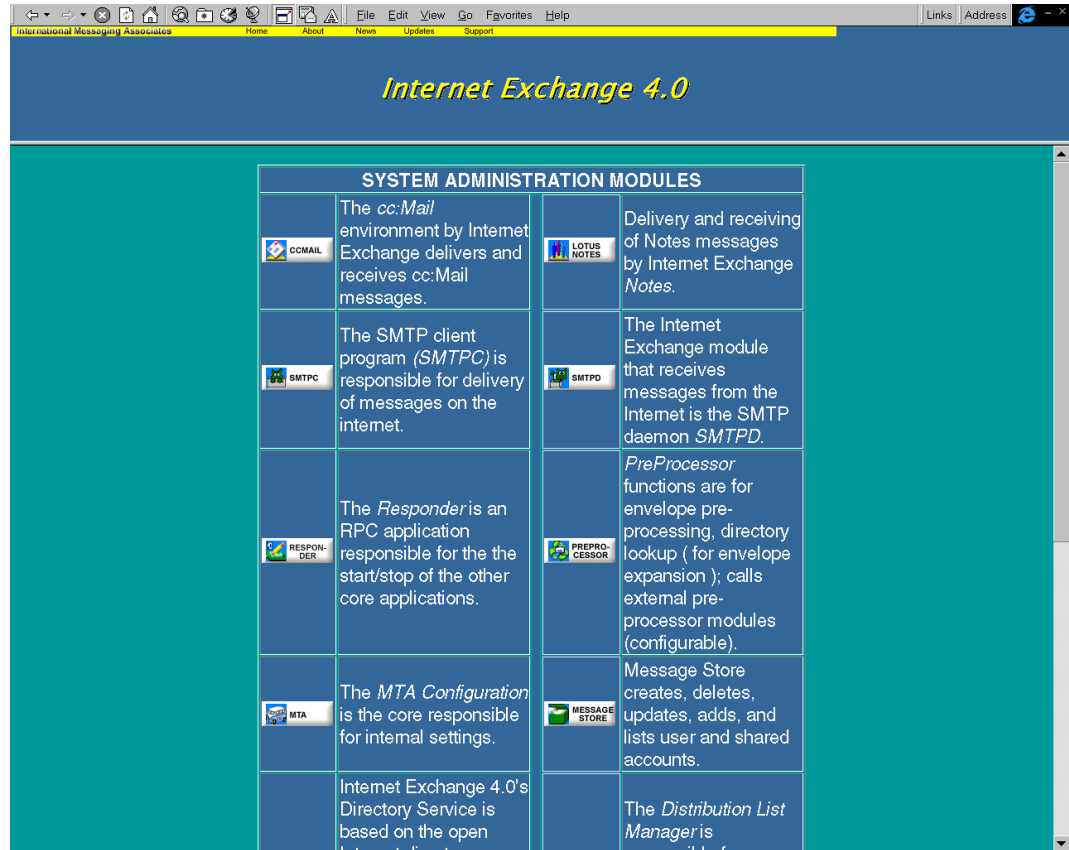 File Edit View Go Favorites Help Links Address
International Messaging Associates Home About News Updates Support
Internet Exchange 4.0
SYSTEM ADMINISTRATION MODULES
CCMAIL
The cc:Mail
environment by Internet
Exchange delivers and
receives cc:Mail
messages.
LOTUS
NOTES
Delivery and receiving
of Notes messages
by Internet Exchange
Notes.
SMTPC
The SMTP client
program (SMTPC) is
responsible for delivery
of messages on the
internet.
SMTPD
The Internet
Exchange module
that receives
messages from the
Internet is the SMTP
daemon SMTPD.
RESPON-
DER
The Responder is an
RPC application
responsible for the the
start/stop of the other
core applications.
PREPRO-
CESSOR
PreProcessor
functions are for
envelope pre-
processing, directory
lookup ( for envelope
expansion ); calls
external pre-
processor modules
(configurable).
MTA
The MTA Configuration
is the core responsible
for internal settings.
MESSAGE
STORE
Message Store
creates, deletes,
updates, adds, and
lists user and shared
accounts.
Internet Exchange 4.0's
Directory Service is
based on the open
The Distribution List
Manager is